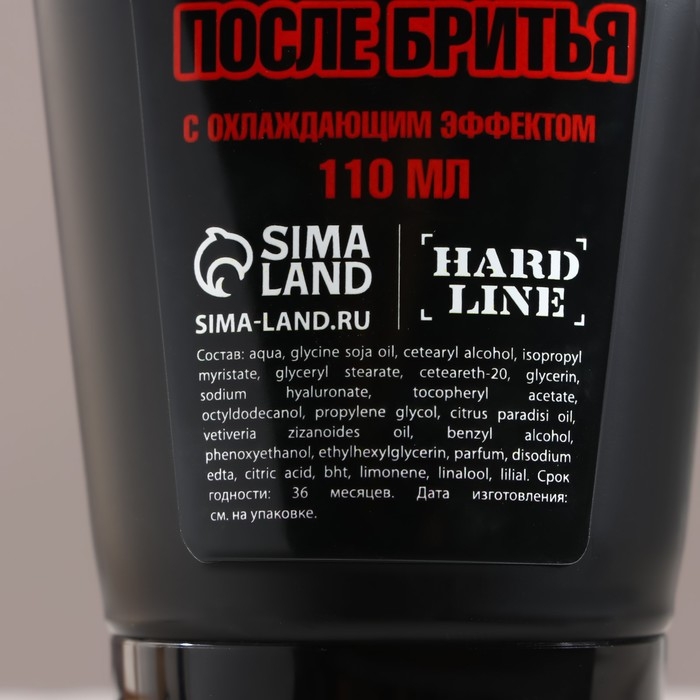 ПОСЛЕ БРИТЬЯ
С ОХЛАЖДАЮЩИМ ЭФФЕКТОМ
110 МЛ
SIMA
LAND
SIMA-LAND.RU
HARD
LINE
Состав: aqua, glycine soja oil, cetearyl alcohol, isopropyl
myristate, glyceryl stearate, ceteareth-20, glycerin,
sodium hyaluronate, tocopheryl acetate,
octyldodecanol, propylene glycol, citrus paradisi oil,
vetiveria zizanoides oil, benzyl alcohol,
phenoxyethanol, ethylhexylglycerin, parfum, disodium
edta, citric acid, bht, limonene, linalool, lilial. Срок
годности: 36 месяцев. Дата изготовления:
см. на упаковке.